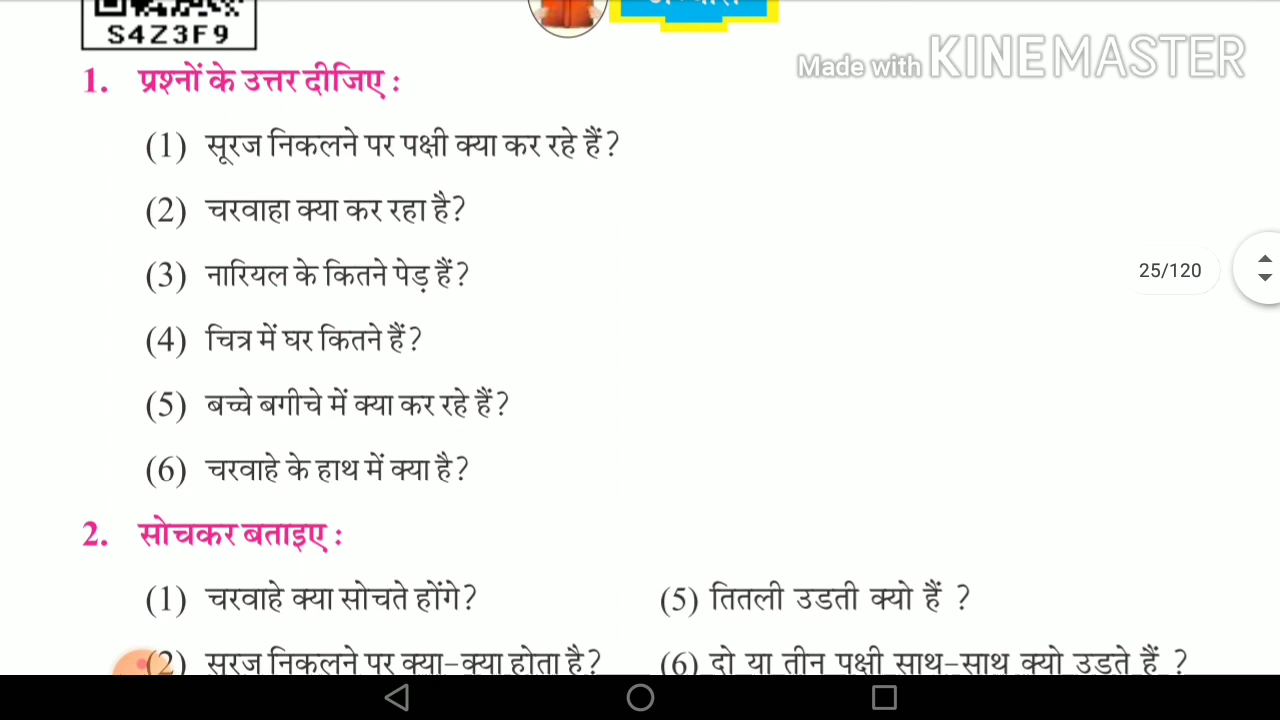 S4Z3F9
Made with KINEMASTER
1. प्रश्नों के उत्तर दीजिए :
(1) सूरज निकलने पर पक्षी क्या कर रहे हैं?
(2) चरवाहा क्या कर रहा है?
(3) नारियल के कितने पेड़ हैं?
25/120
(4) चित्र में घर कितने हैं?
(5) बच्चे बगीचे में क्या कर रहे हैं?
(6) चरवाहे के हाथ में क्या है?
2. सोचकर बताइए :
(1) चरवाहे क्या सोचते होंगे? (5) तितली उडती क्यो हैं ?
(2) सूरज निकलने पर क्या-क्या होता है? (6) दो या तीन पक्षी साथ-साथ क्यो उडते हैं ?